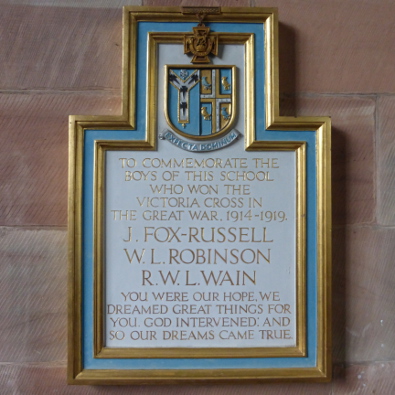 TO COMMEMORATE THE
BOYS OF THIS SCHOOL
WHO WON THE
VICTORIA CROSS IN
THE GREAT WAR, 1914-1919.
J. FOX-RUSSELL
W. L. ROBINSON
R. W. L. WAIN
YOU WERE OUR HOPE, WE
DREAMED GREAT THINGS FOR
YOU. GOD INTERVENED: AND
SO OUR DREAMS CAME TRUE.